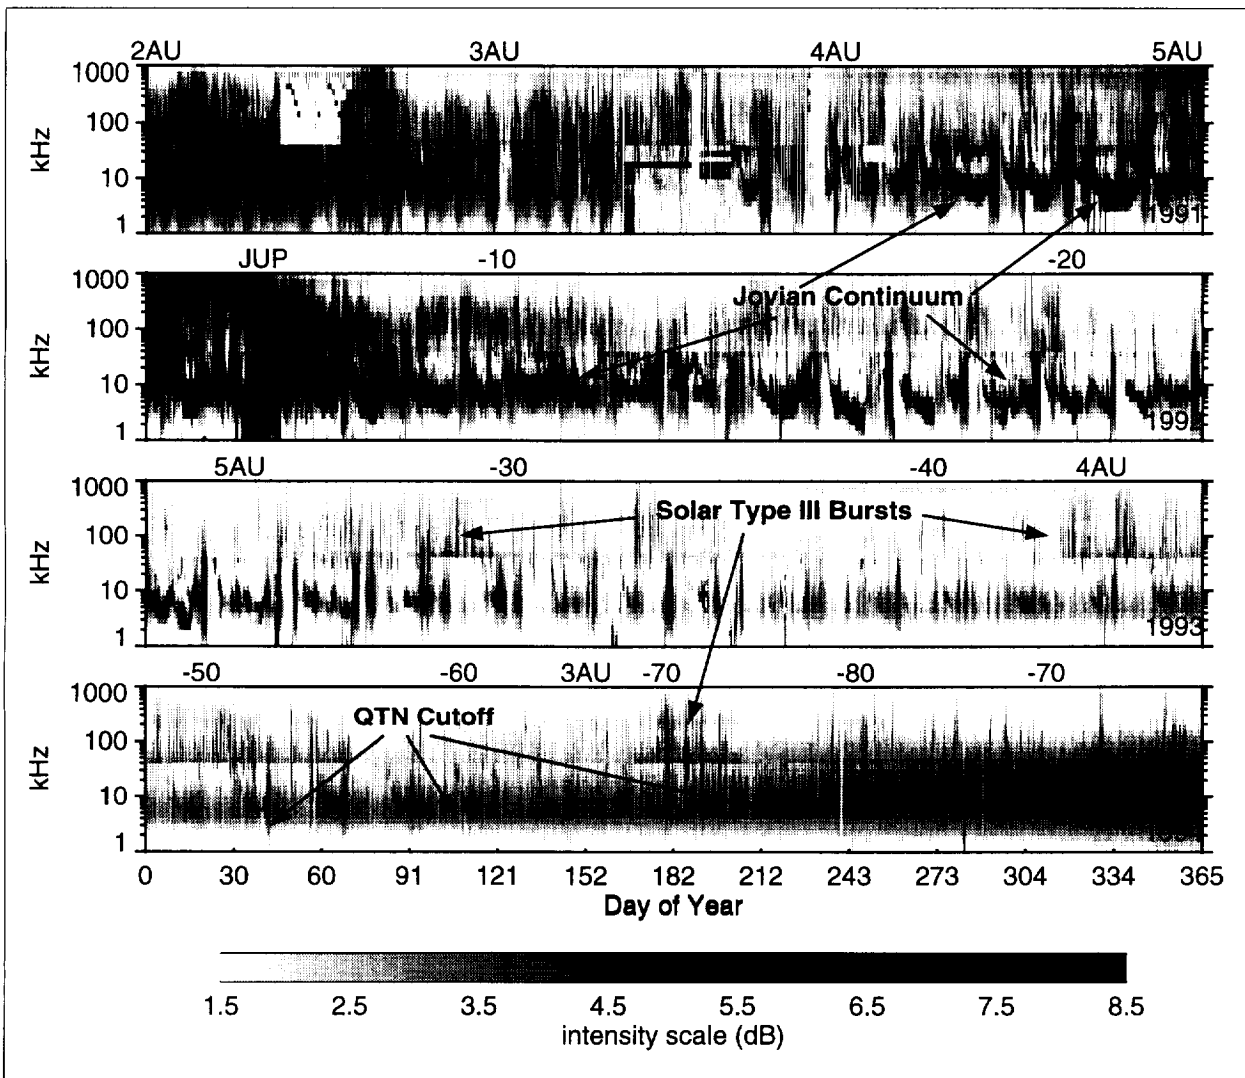 2AU 3AU 4AU 5AU
1000
100
10
1
kHz
1991
JUP -10 -20
1000
100
10
1
kHz
Jovian Continuum
1992
5AU -30 -40 4AU
1000
100
10
1
kHz
Solar Type III Bursts
1993
-50 -60 3AU -70 -80 -70
1000
100
10
1
kHz
QTN Cutoff
0 30 60 91 121 152 182 212 243 273 304 334 365
Day of Year
1.5 2.5 3.5 4.5 5.5 6.5 7.5 8.5
intensity scale (dB)